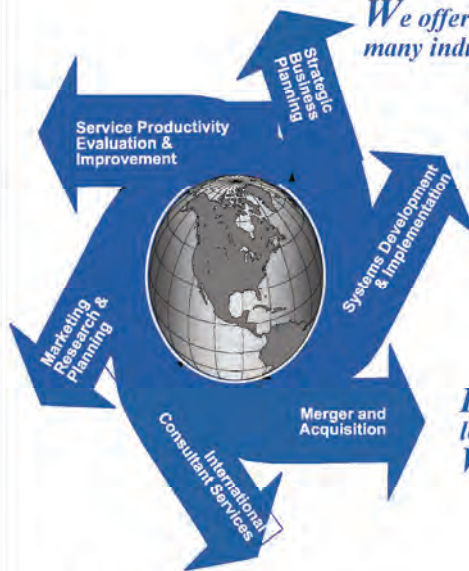 We offer
many indu
Strategic
Business
Planning
Service Productivity
Evaluation &
Improvement
Systems Development
& Implementation
Marketing
Research &
Planning
Merger and
Acquisition
International
Consultant Services